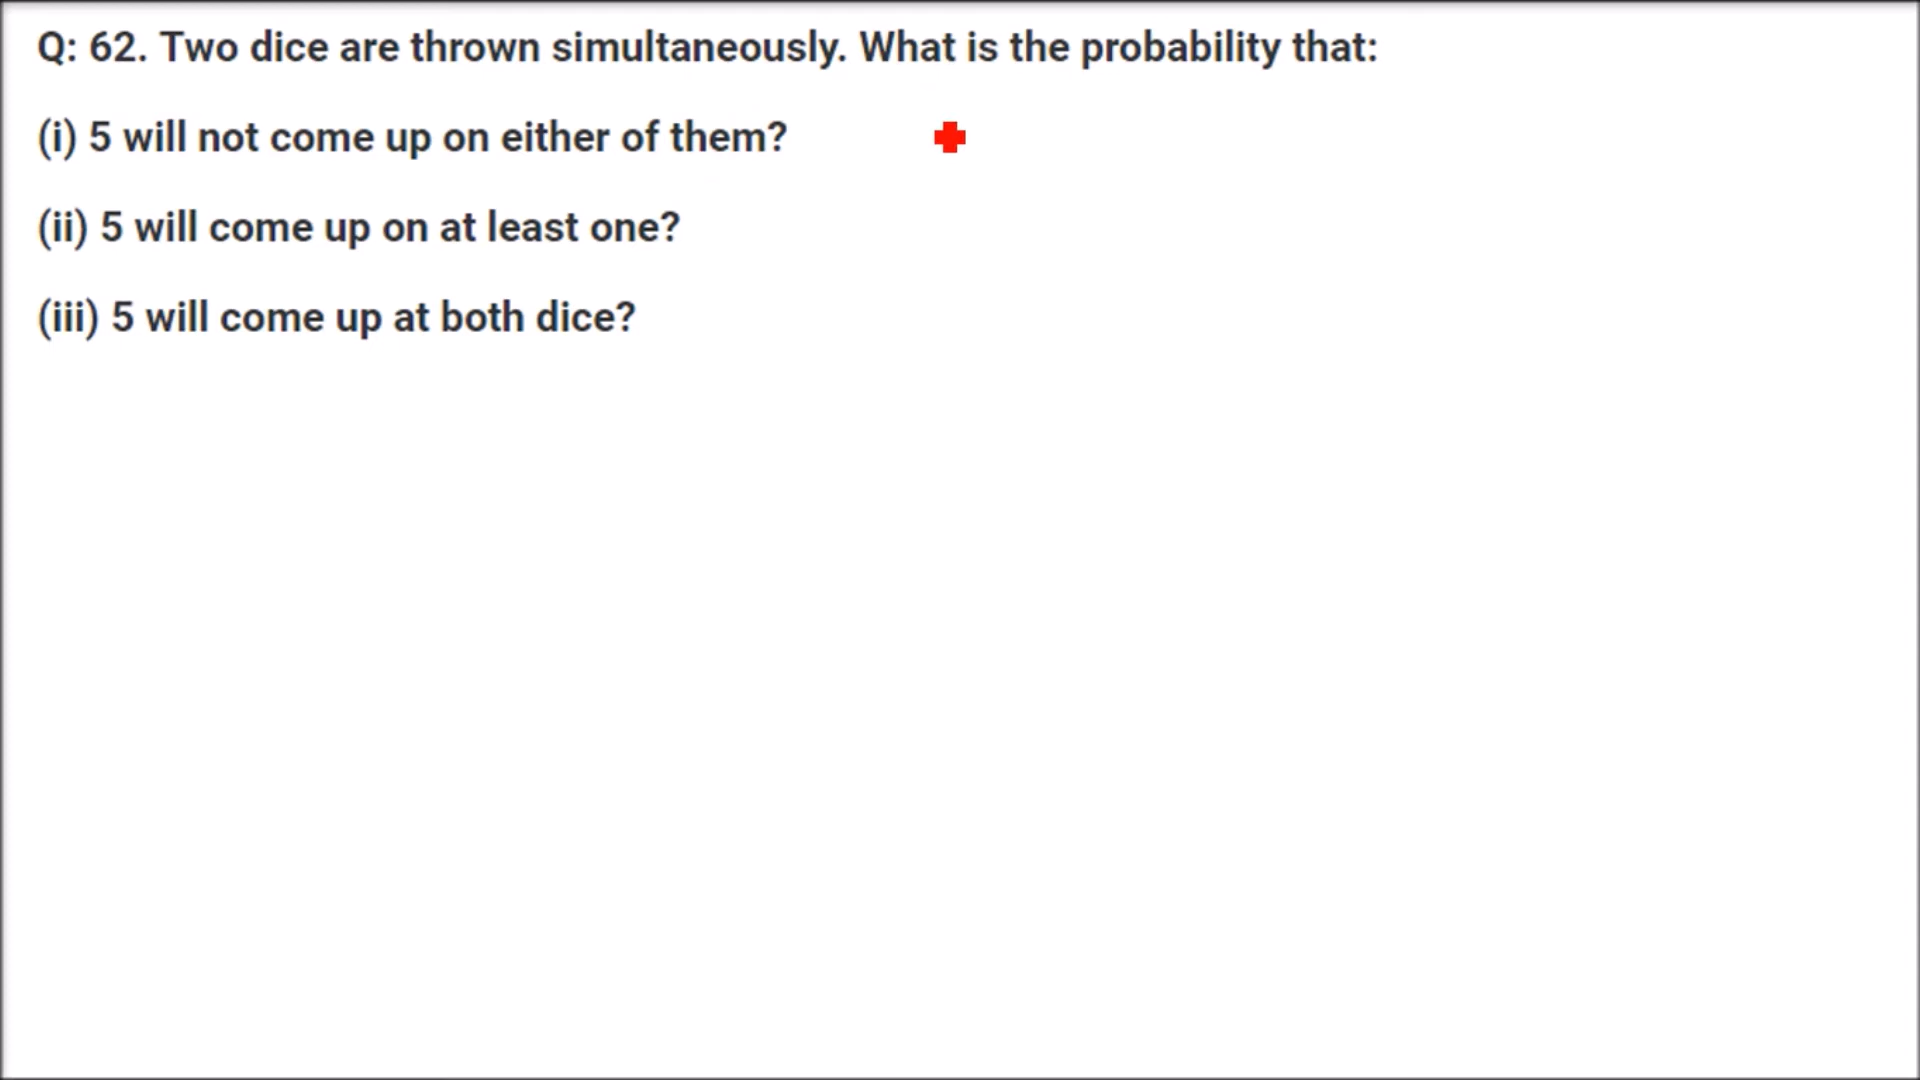 Q: 62. Two dice are thrown simultaneously. What is the probability that:
(i) 5 will not come up on either of them?
(ii) 5 will come up on at least one?
(iii) 5 will come up at both dice?